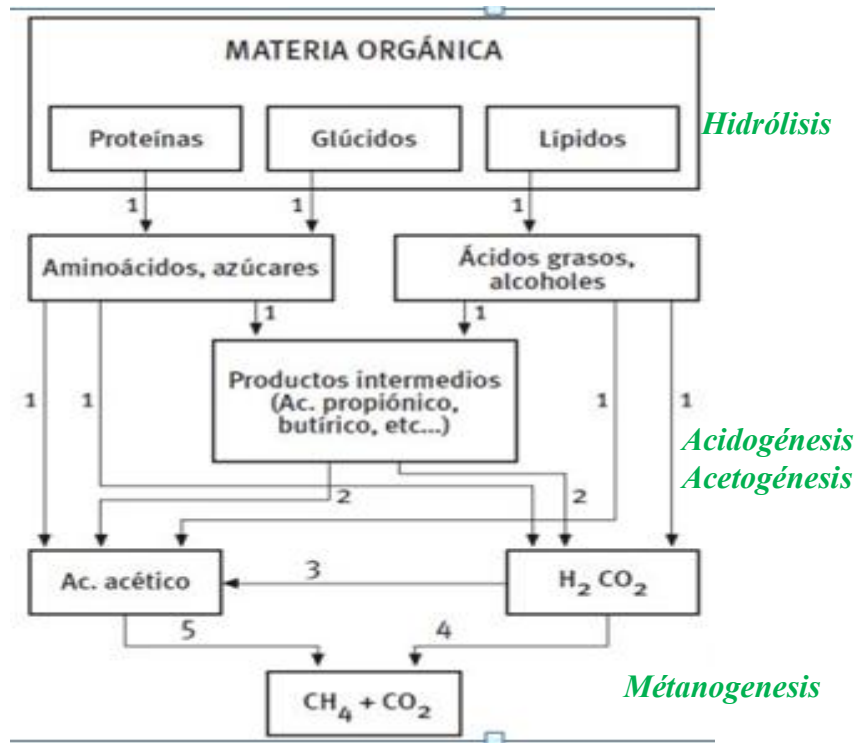 MATERIA ORGÁNICA
Proteínas
Glúcidos
Lípidos
Hidrólisis
1
1
1
Aminoácidos, azúcares
Ácidos grasos,
alcoholes
1
1
Productos intermedios
(Ac. propiónico,
butírico, etc...)
1
1
1
1
Acidogénesis
Acetogénesis
2
2
Ac. acético
3
H₂ CO₂
5
4
CH₄ + CO₂
Métanogenesis